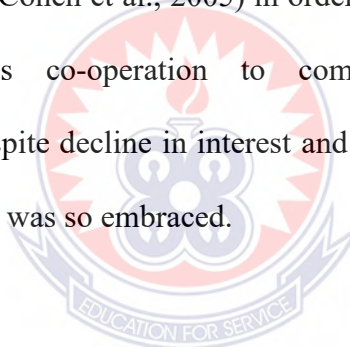 Cohen et al., 2005) in order
s co-operation to com
spite decline in interest and
was so embraced.
EDUCATION FOR SERVICE